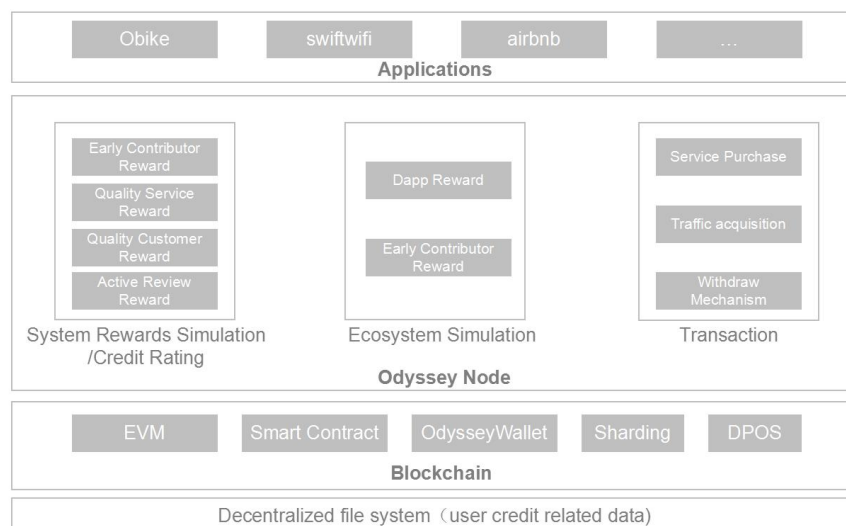 Obike
swiftwifi
airbnb
...
Applications
Early Contributor
Reward
Quality Service
Reward
Quality Customer
Reward
Active Review
Reward
System Rewards Simulation
/Credit Rating
Dapp Reward
Early Contributor
Reward
Ecosystem Simulation
Service Purchase
Traffic acquisition
Withdraw
Mechanism
Transaction
Odyssey Node
EVM
Smart Contract
OdysseyWallet
Sharding
DPOS
Blockchain
Decentralized file system（user credit related data)